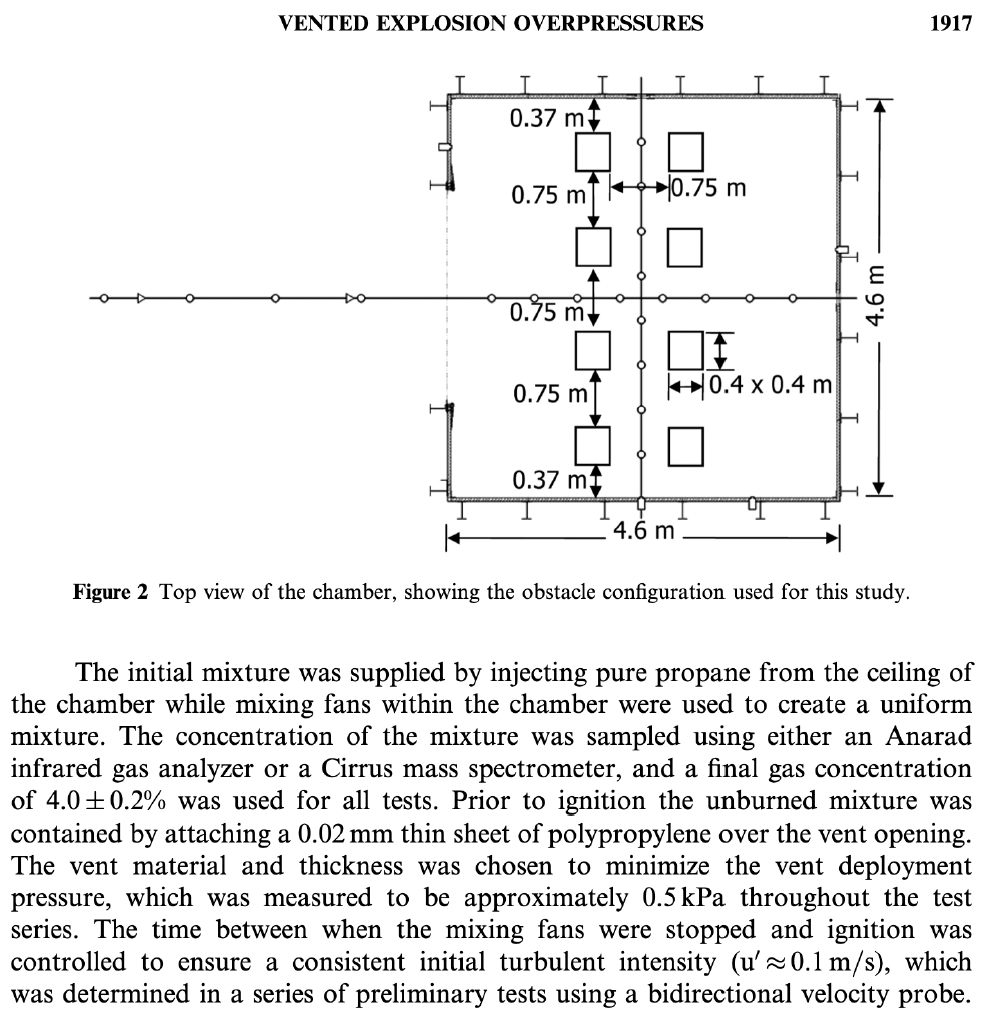 VENTED EXPLOSION OVERPRESSURES 1917
0.37 m
0.75 m
0.75 m
0.75 m
4.6 m
0.4 x 0.4 m
0.75 m
0.37 m
4.6 m
Figure 2 Top view of the chamber, showing the obstacle configuration used for this study.
The initial mixture was supplied by injecting pure propane from the ceiling of
the chamber while mixing fans within the chamber were used to create a uniform
mixture. The concentration of the mixture was sampled using either an Anarad
infrared gas analyzer or a Cirrus mass spectrometer, and a final gas concentration
of 4.0 ± 0.2% was used for all tests. Prior to ignition the unburned mixture was
contained by attaching a 0.02 mm thin sheet of polypropylene over the vent opening.
The vent material and thickness was chosen to minimize the vent deployment
pressure, which was measured to be approximately 0.5 kPa throughout the test
series. The time between when the mixing fans were stopped and ignition was
controlled to ensure a consistent initial turbulent intensity (u′ ≈ 0.1 m/s), which
was determined in a series of preliminary tests using a bidirectional velocity probe.